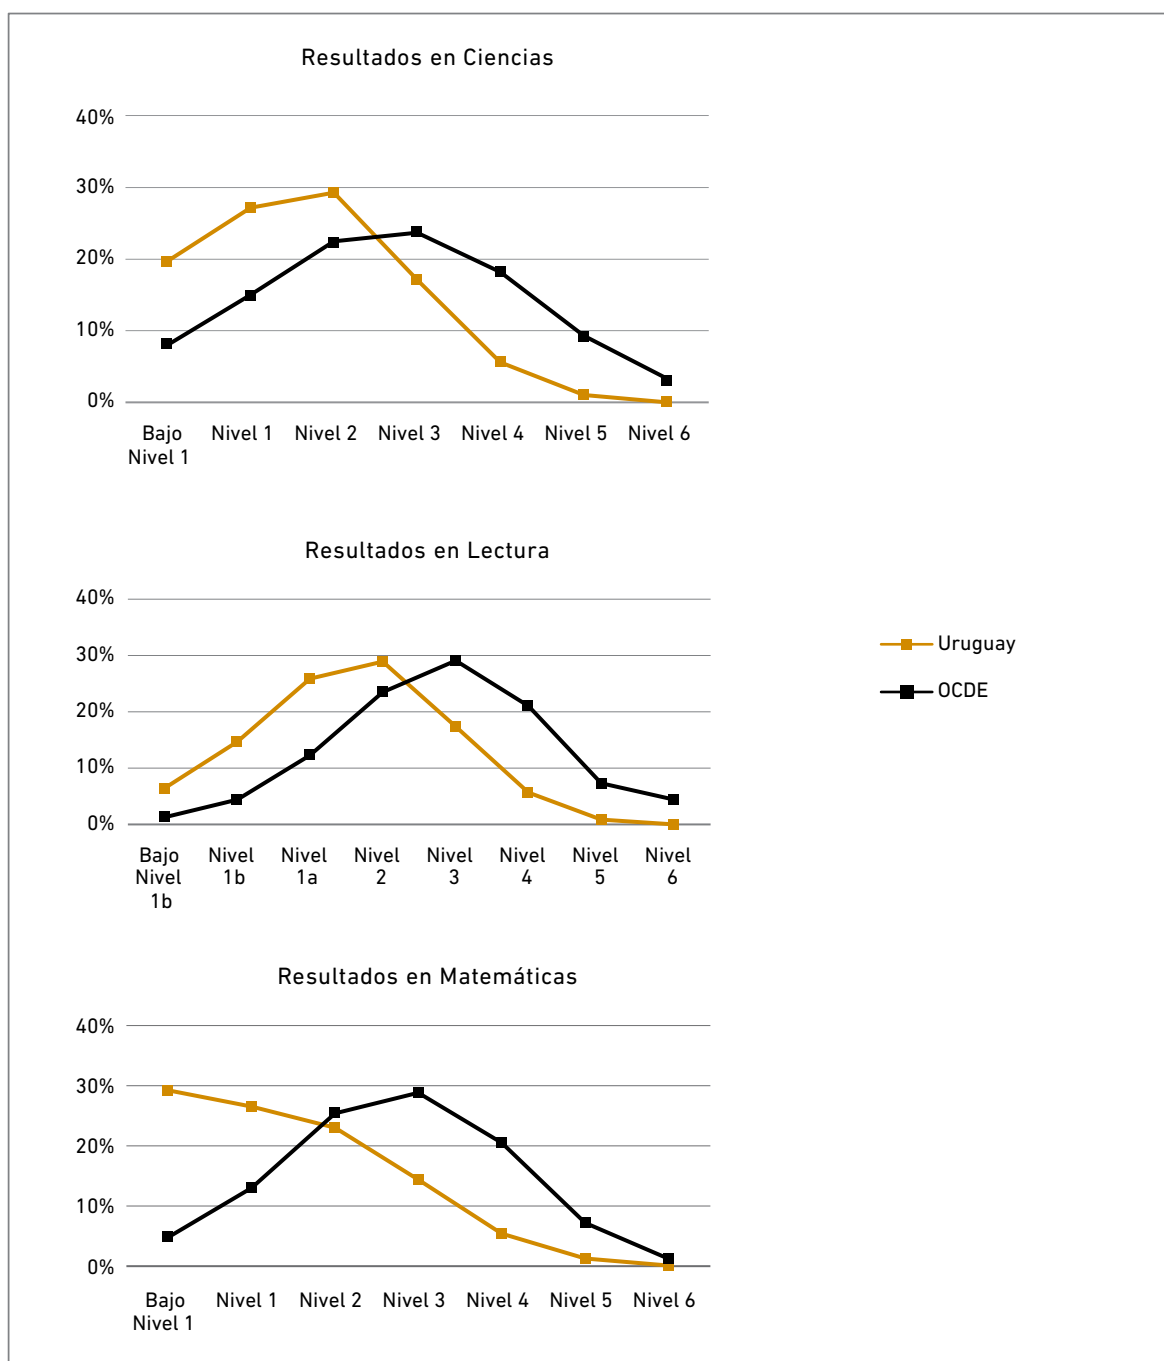 Resultados en Ciencias
40%
30%
20%
10%
0%
Bajo
Nivel 1
Nivel 1
Nivel 2
Nivel 3
Nivel 4
Nivel 5
Nivel 6
Resultados en Lectura
40%
30%
20%
10%
0%
Bajo
Nivel
1b
Nivel
1b
Nivel
1a
Nivel
2
Nivel
3
Nivel
4
Nivel
5
Nivel
6
Uruguay
OCDE
Resultados en Matemáticas
40%
30%
20%
10%
0%
Bajo
Nivel 1
Nivel 1
Nivel 2
Nivel 3
Nivel 4
Nivel 5
Nivel 6